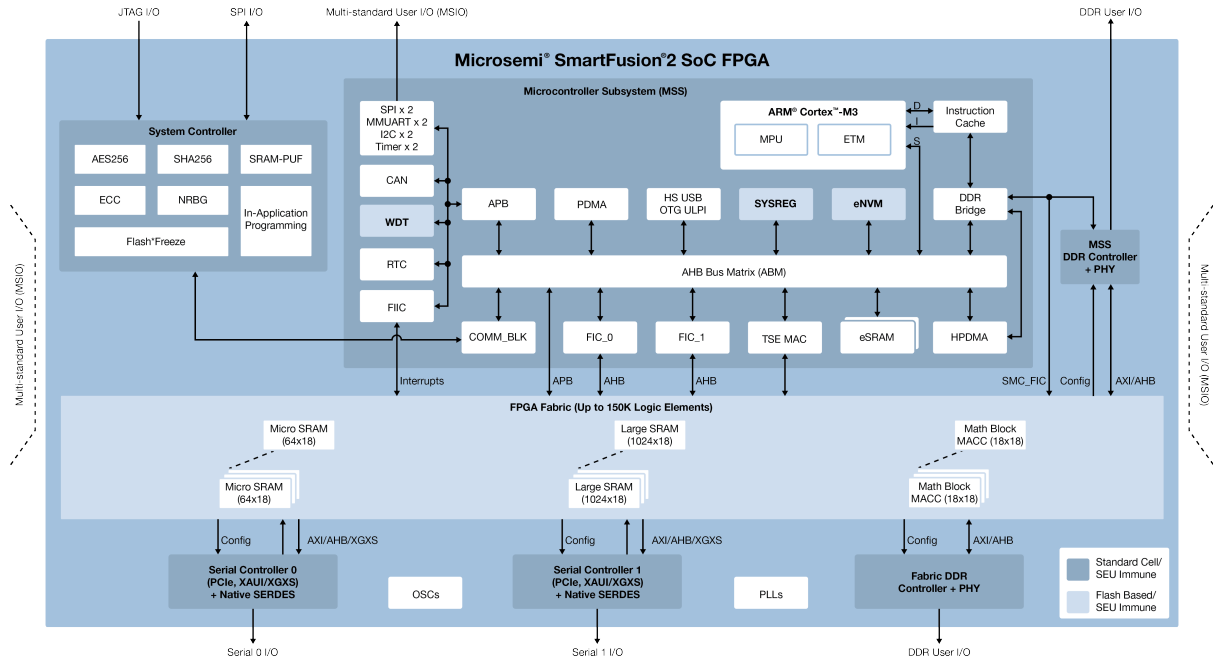 JTAG I/O
SPI I/O
Multi-standard User I/O (MSIO)
DDR User I/O
Microsemi® SmartFusion®2 SoC FPGA
Microcontroller Subsystem (MSS)
System Controller
AES256
SHA256
SRAM-PUF
ECC
NRBG
In-Application
Programming
Flash*Freeze
SPI x 2
MMUART x 2
I2C x 2
Timer x 2
CAN
WDT
RTC
FIIC
ARM® Cortex™-M3
MPU
ETM
D
I
S
Instruction
Cache
APB
PDMA
HS USB
OTG ULPI
SYSREG
eNVM
DDR
Bridge
AHB Bus Matrix (ABM)
COMM_BLK
FIC_0
FIC_1
TSE MAC
eSRAM
HPDMA
MSS
DDR Controller
+ PHY
Multi-standard User I/O (MSIO)
Multi-standard User I/O (MSIO)
Interrupts
APB
AHB
AHB
SMC_FIC
Config
AXI/AHB
FPGA Fabric (Up to 150K Logic Elements)
Micro SRAM
(64x18)
Large SRAM
(1024x18)
Math Block
MACC (18x18)
Micro SRAM
(64x18)
Large SRAM
(1024x18)
Math Block
MACC (18x18)
Config
AXI/AHB/XGXS
Config
AXI/AHB/XGXS
Config
AXI/AHB
Serial Controller 0
(PCIe, XAUI/XGXS)
+ Native SERDES
OSCs
Serial Controller 1
(PCIe, XAUI/XGXS)
+ Native SERDES
PLLs
Fabric DDR
Controller + PHY
Standard Cell/
SEU Immune
Flash Based/
SEU Immune
Serial 0 I/O
Serial 1 I/O
DDR User I/O